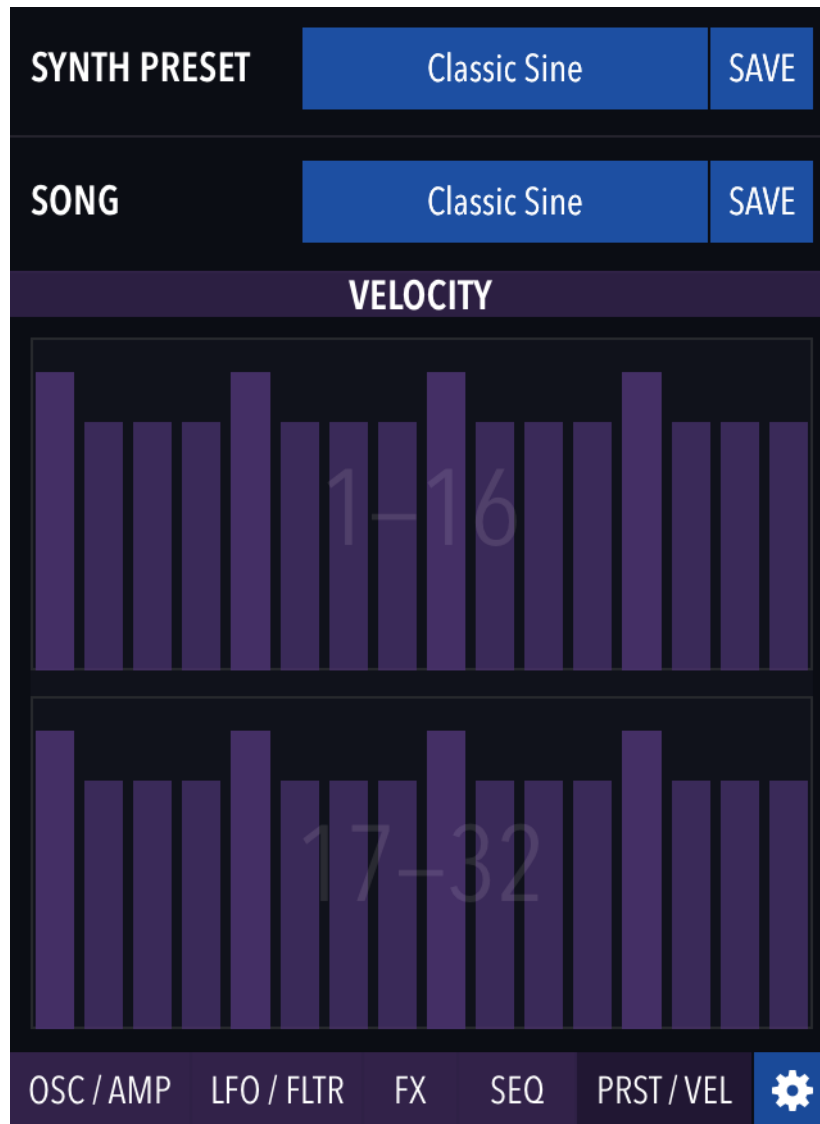 SYNTH PRESET Classic Sine SAVE
SONG Classic Sine SAVE
VELOCITY
1–16
17–32
OSC / AMP LFO / FLTR FX SEQ PRST / VEL